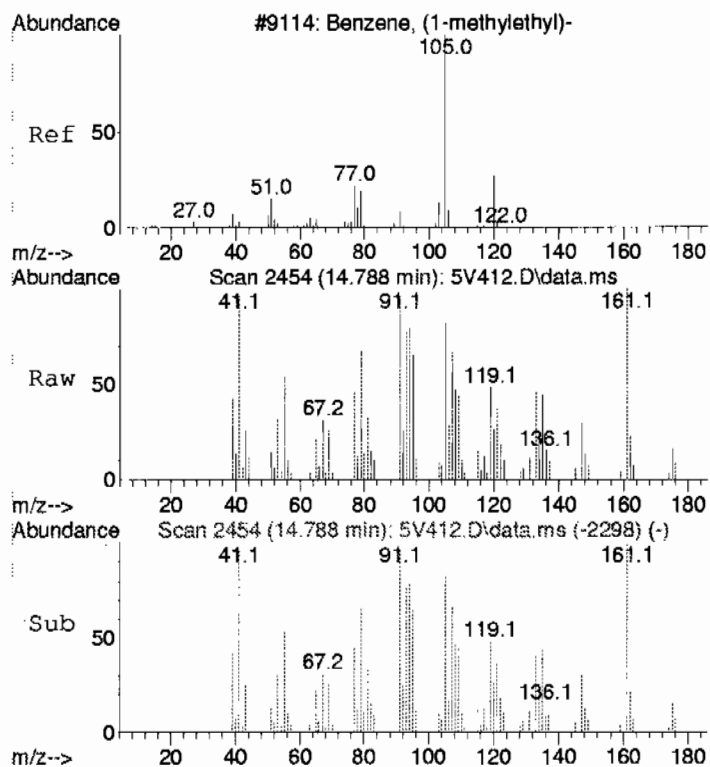 Abundance #9114: Benzene, (1-methylethyl)-
105.0
Ref 50
77.0
51.0
27.0 122.0
0
m/z--> 20 40 60 80 100 120 140 160 180
Abundance Scan 2454 (14.788 min): 5V412.D\data.ms
41.1 91.1 161.1
Raw 50
119.1
67.2
136.1
0
m/z--> 20 40 60 80 100 120 140 160 180
Abundance Scan 2454 (14.788 min): 5V412.D\data.ms (-2298) (-)
41.1 91.1 161.1
Sub 50
119.1
67.2
136.1
0
m/z--> 20 40 60 80 100 120 140 160 180